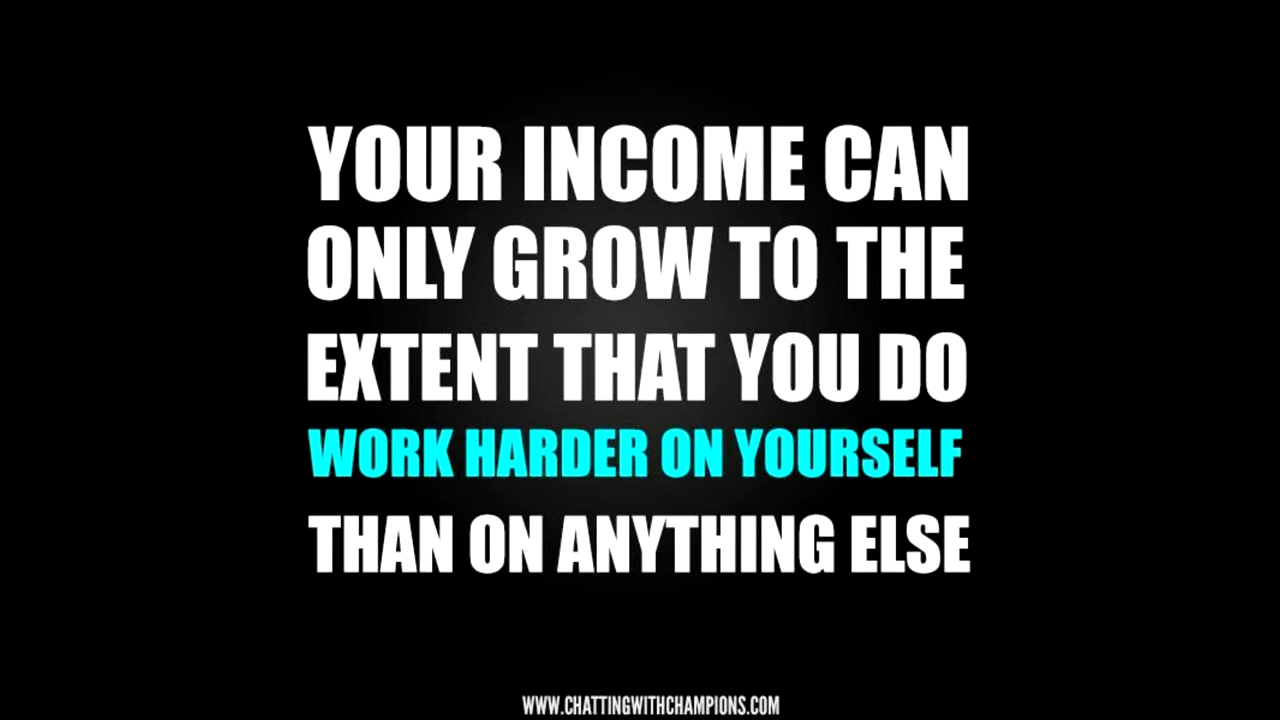 YOUR INCOME CAN
ONLY GROW TO THE
EXTENT THAT YOU DO
WORK HARDER ON YOURSELF
THAN ON ANYTHING ELSE
WWW.CHATTINGWITHCHAMPIONS.COM